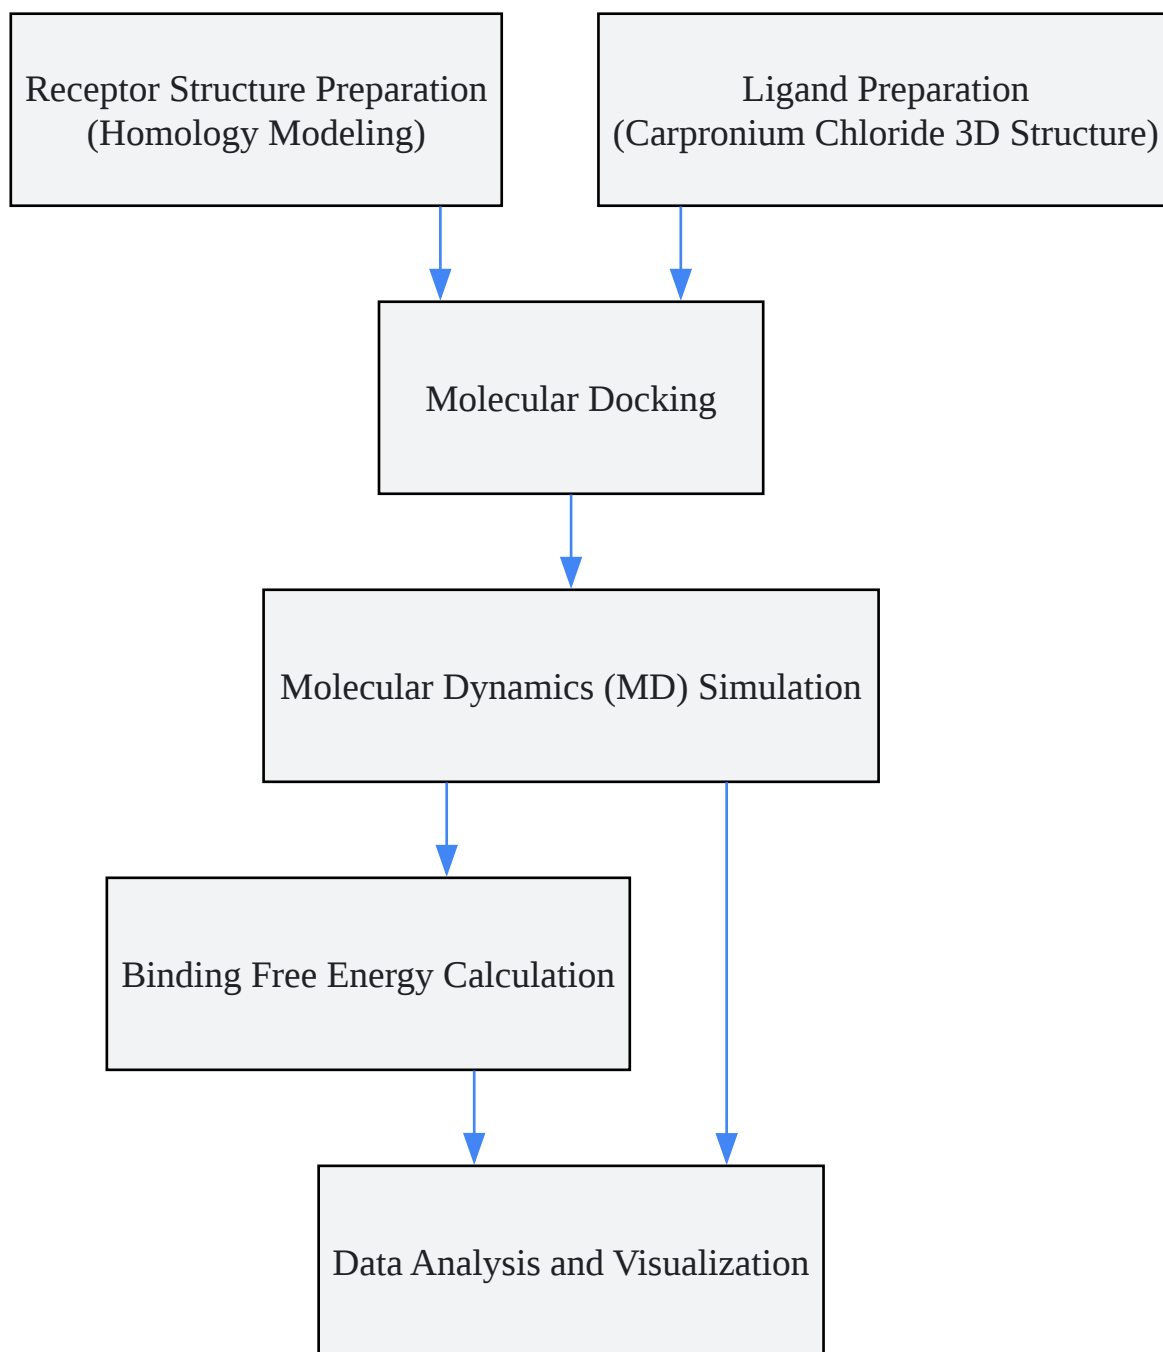 Receptor Structure Preparation
(Homology Modeling)
Ligand Preparation
(Carpronium Chloride 3D Structure)
Molecular Docking
Molecular Dynamics (MD) Simulation
Binding Free Energy Calculation
Data Analysis and Visualization